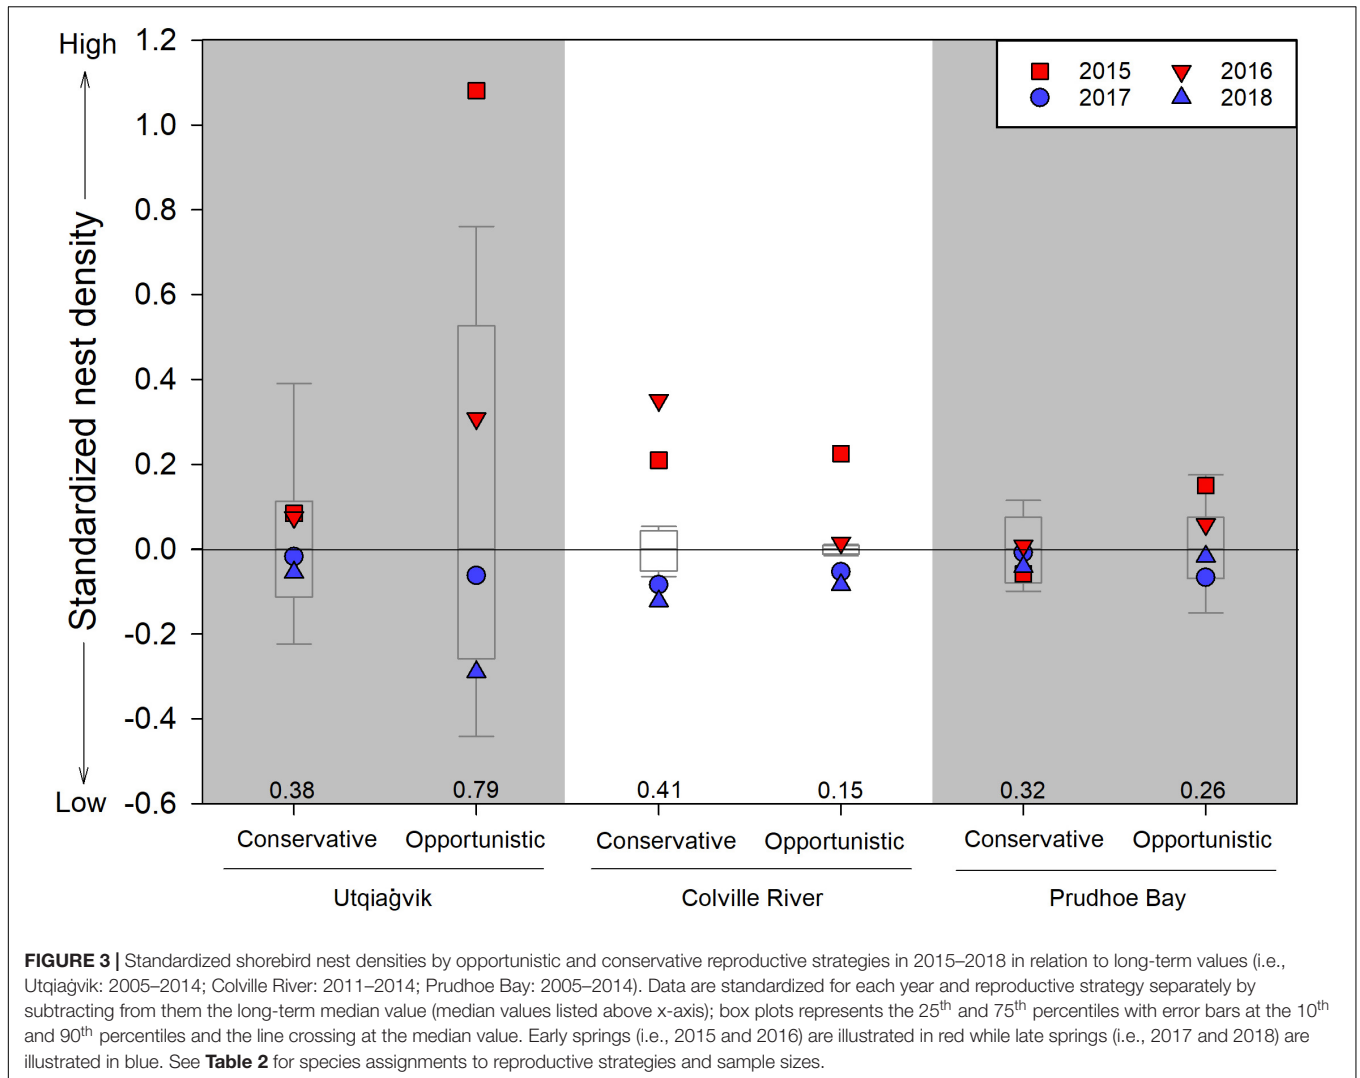 High
1.2
1.0
0.8
0.6
0.4
0.2
0.0
-0.2
-0.4
-0.6
Low
Standardized nest density
2015 2016
2017 2018
0.38 0.79 0.41 0.15 0.32 0.26
Conservative Opportunistic Conservative Opportunistic Conservative Opportunistic
Utqiaġvik Colville River Prudhoe Bay
FIGURE 3 | Standardized shorebird nest densities by opportunistic and conservative reproductive strategies in 2015–2018 in relation to long-term values (i.e.,
Utqiaġvik: 2005–2014; Colville River: 2011–2014; Prudhoe Bay: 2005–2014). Data are standardized for each year and reproductive strategy separately by
subtracting from them the long-term median value (median values listed above x-axis); box plots represents the 25th and 75th percentiles with error bars at the 10th
and 90th percentiles and the line crossing at the median value. Early springs (i.e., 2015 and 2016) are illustrated in red while late springs (i.e., 2017 and 2018) are
illustrated in blue. See Table 2 for species assignments to reproductive strategies and sample sizes.